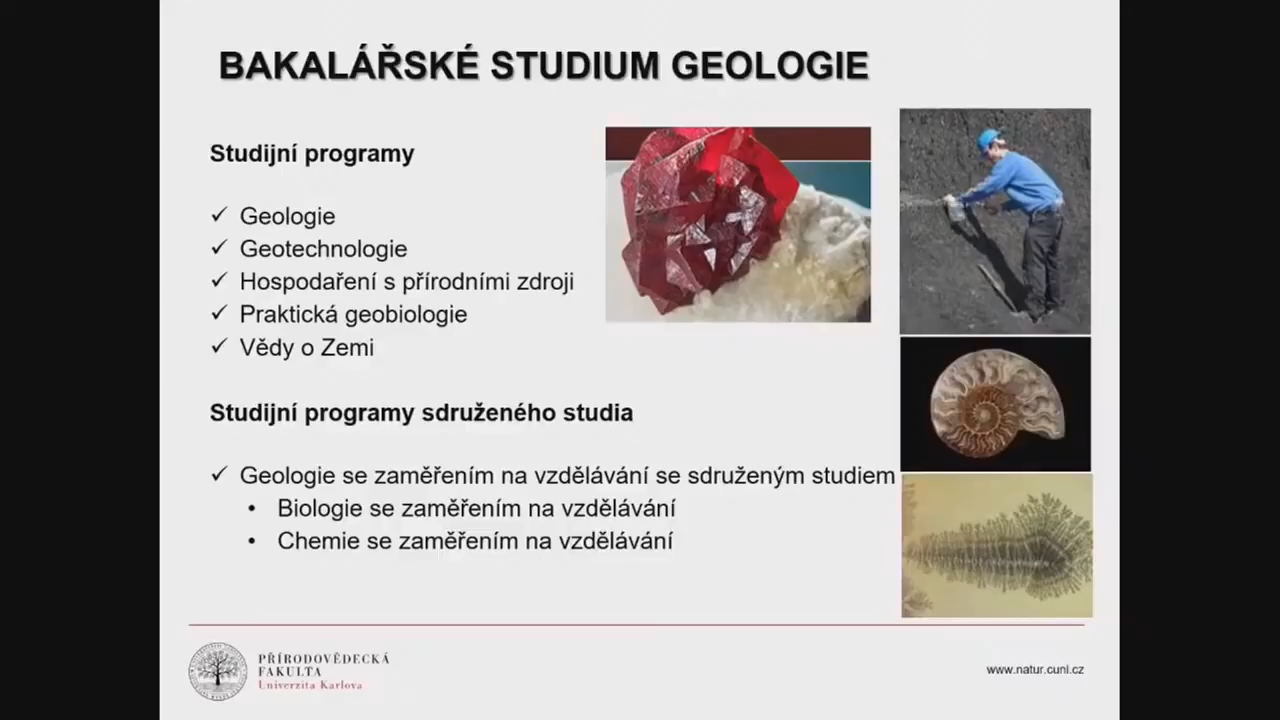 BAKALÁŘSKÉ STUDIUM GEOLOGIE
Studijní programy
✓ Geologie
✓ Geotechnologie
✓ Hospodaření s přírodními zdroji
✓ Praktická geobiologie
✓ Vědy o Zemi
Studijní programy sdruženého studia
✓ Geologie se zaměřením na vzdělávání se sdruženým studiem
• Biologie se zaměřením na vzdělávání
• Chemie se zaměřením na vzdělávání
PŘÍRODOVĚDECKÁ
FAKULTA
Univerzita Karlova
www.natur.cuni.cz